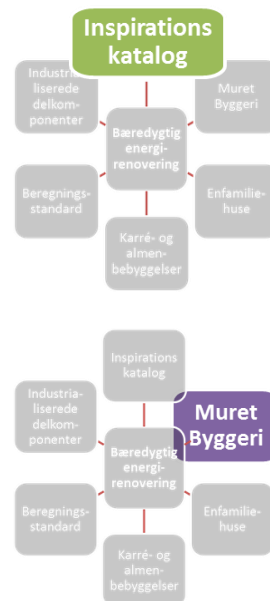 Inspirations
katalog
Industria-
liserede
delkom-
ponenter
Muret
Byggeri
Bæredygtig
energi-
renovering
Beregnings-
standard
Enfamilie-
huse
Karré- og
almen-
bebyggelser
Inspirations
katalog
Industria-
liserede
delkom-
ponenter
Muret
Byggeri
Bæredygtig
energi-
renovering
Beregnings-
standard
Enfamilie-
huse
Karré- og
almen-
bebyggelser